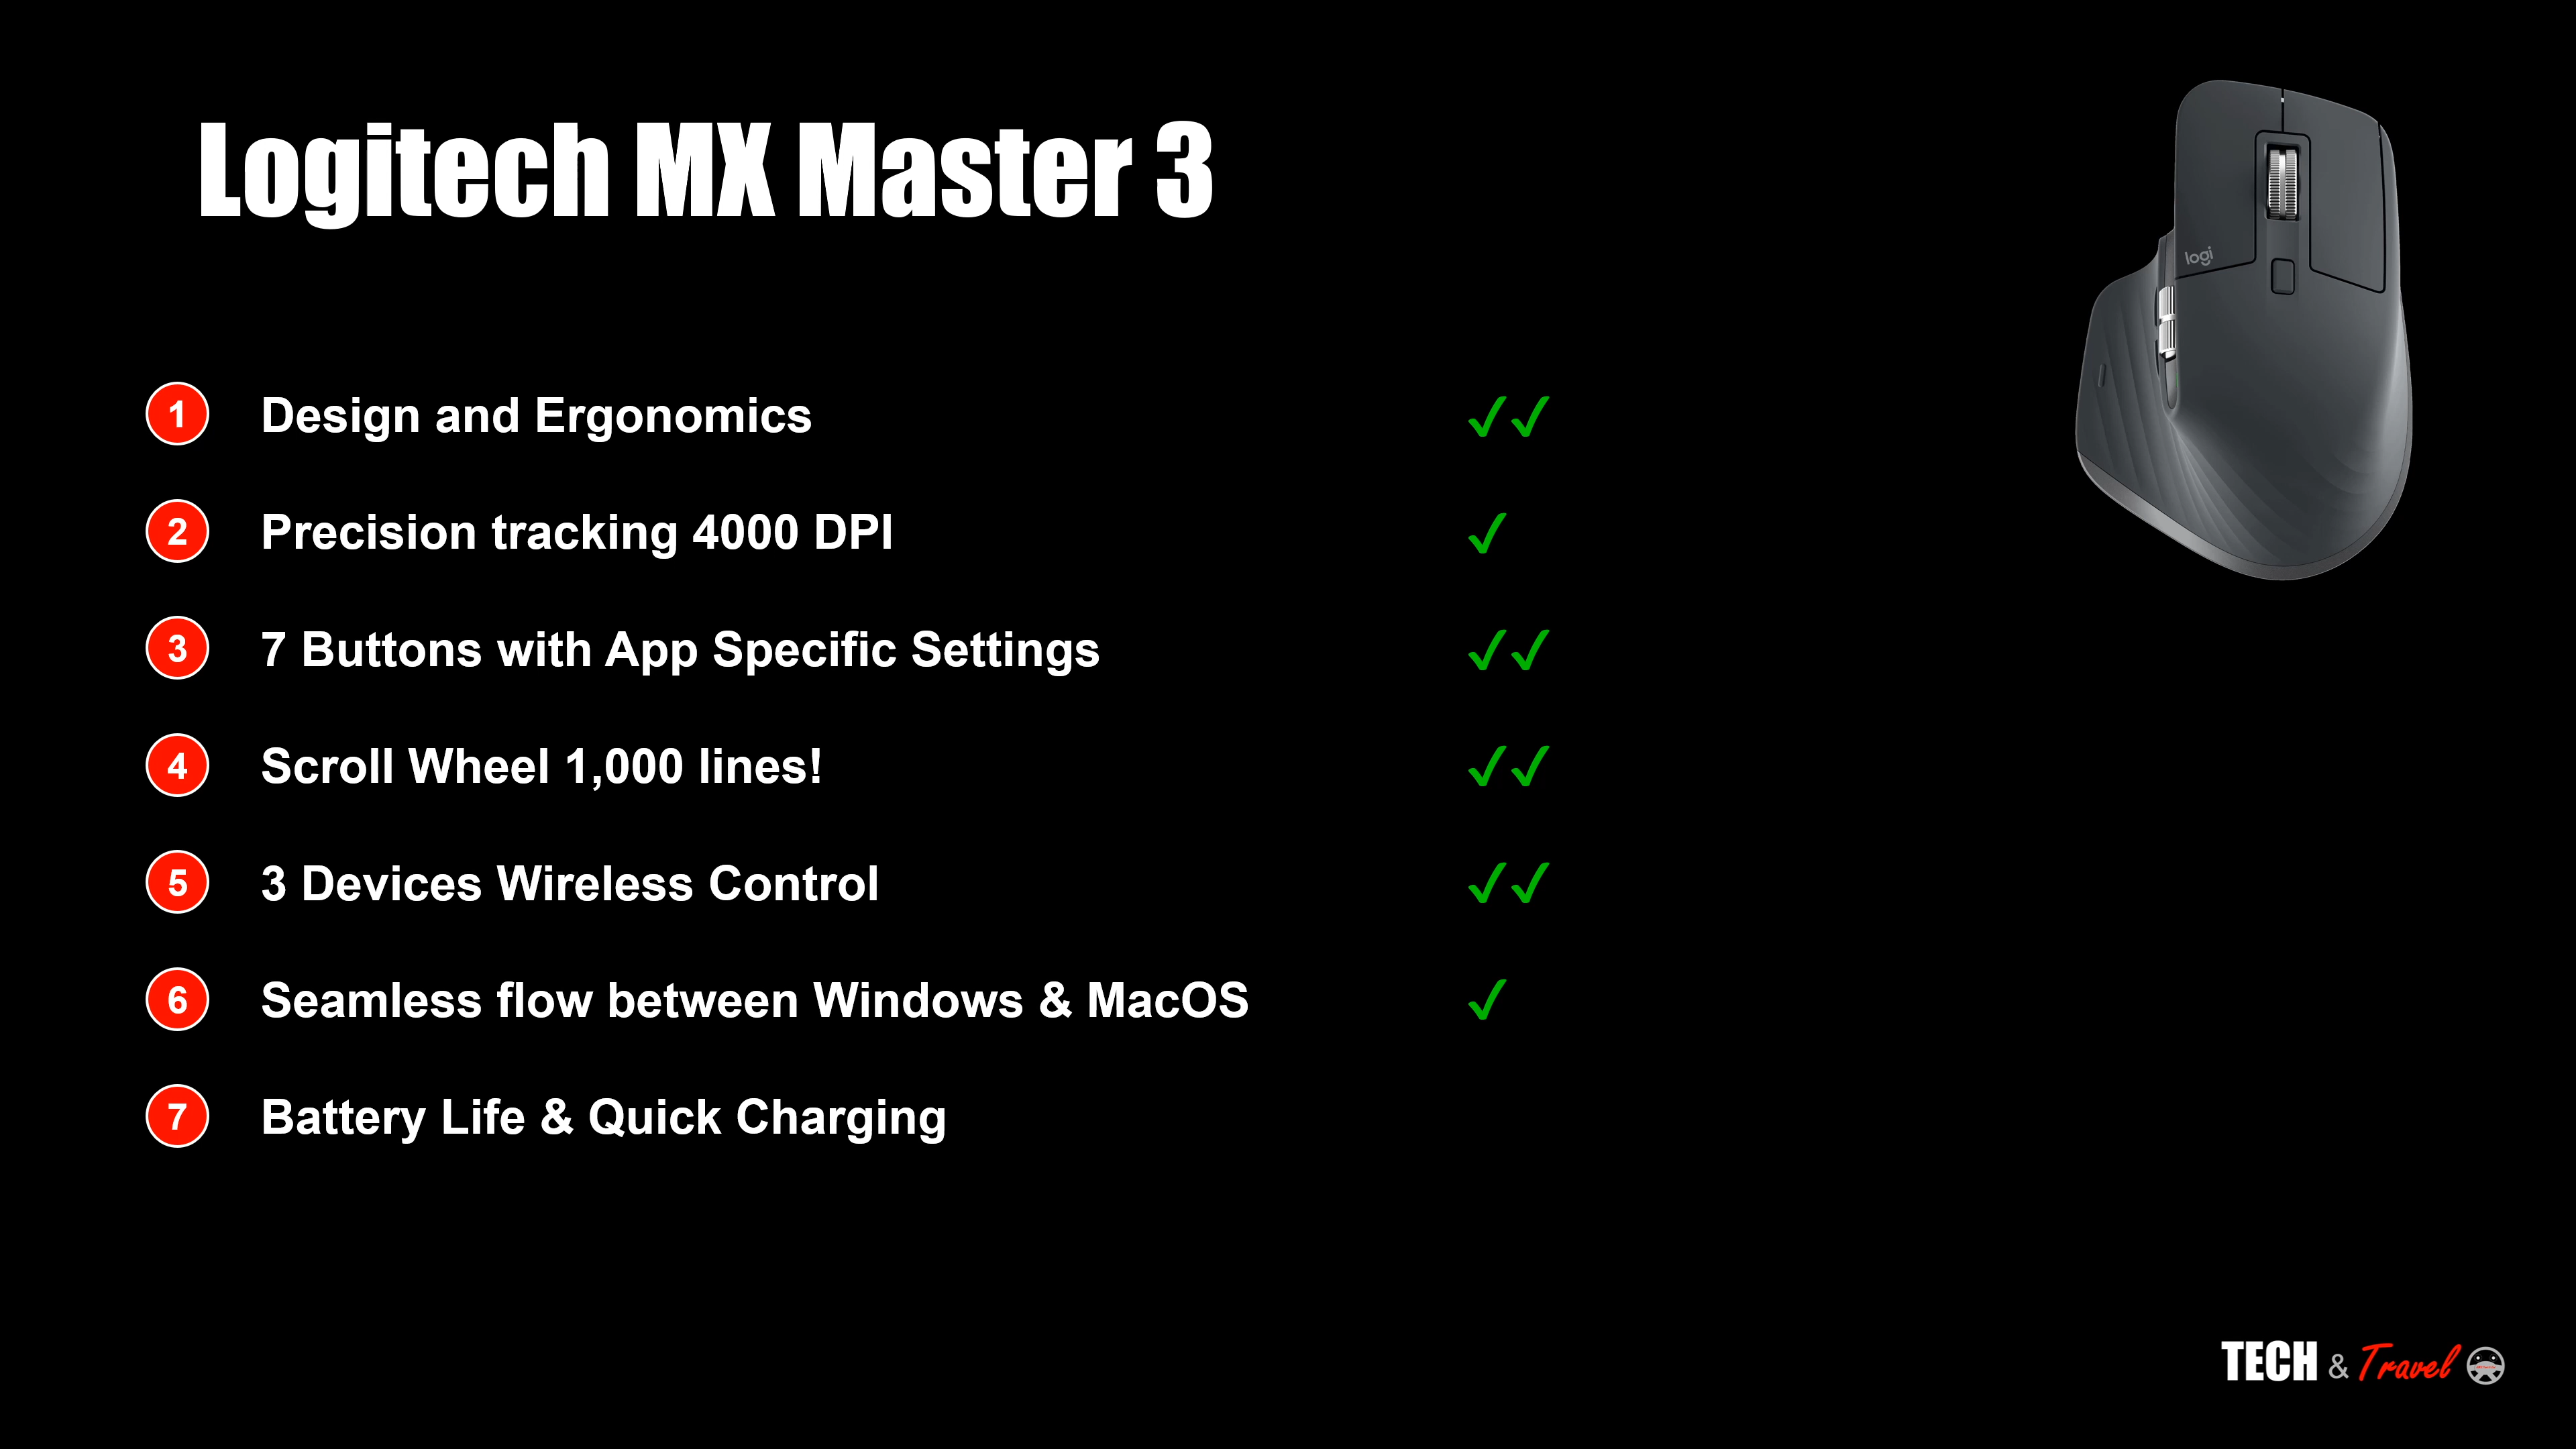 Logitech MX Master 3
logi
1 Design and Ergonomics ✓✓
2 Precision tracking 4000 DPI ✓
3 7 Buttons with App Specific Settings ✓✓
4 Scroll Wheel 1,000 lines! ✓✓
5 3 Devices Wireless Control ✓✓
6 Seamless flow between Windows & MacOS ✓
7 Battery Life & Quick Charging
TECH & Travel